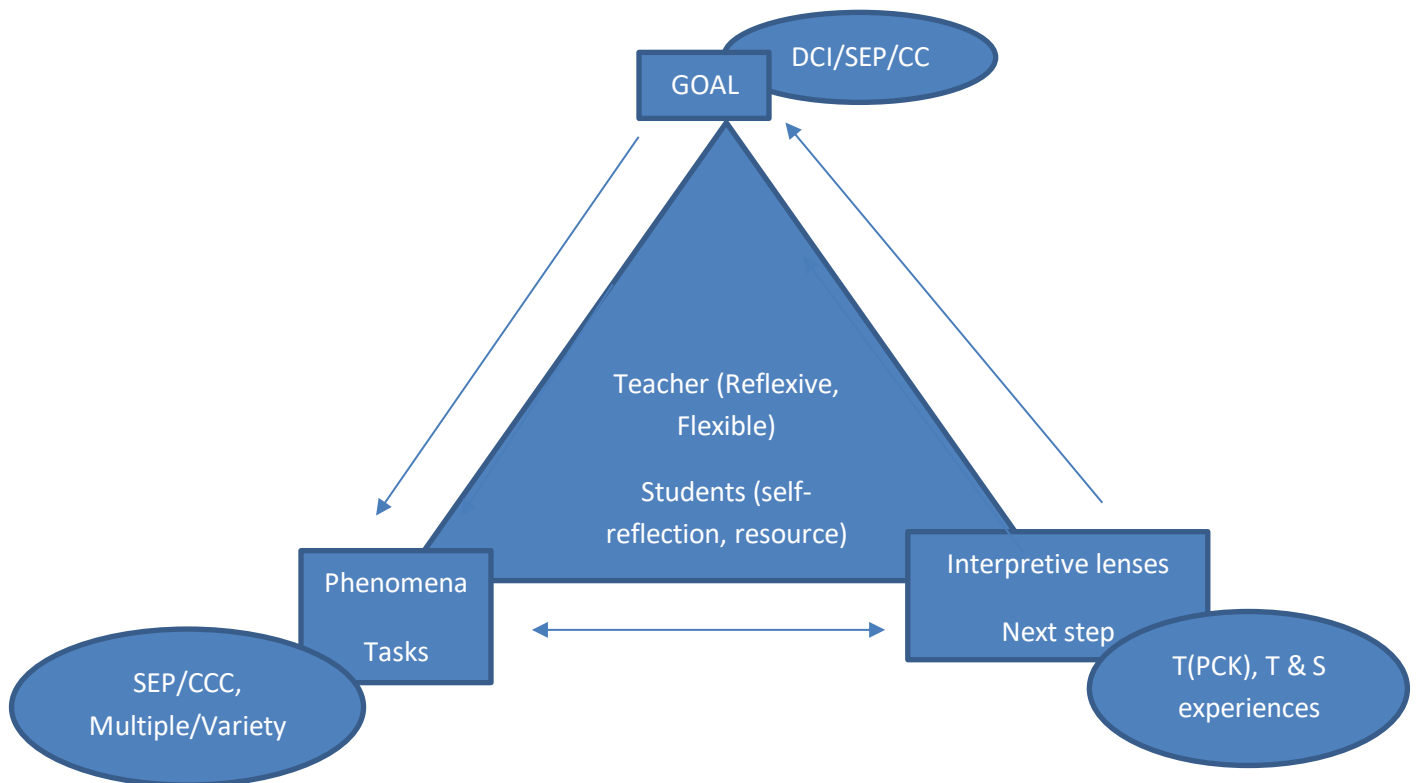 DCI/SEP/CC
GOAL
Teacher (Reflexive,
Flexible)
Students (self-
reflection, resource)
Phenomena
Tasks
Interpretive lenses
Next step
SEP/CCC,
Multiple/Variety
T(PCK), T & S
experiences